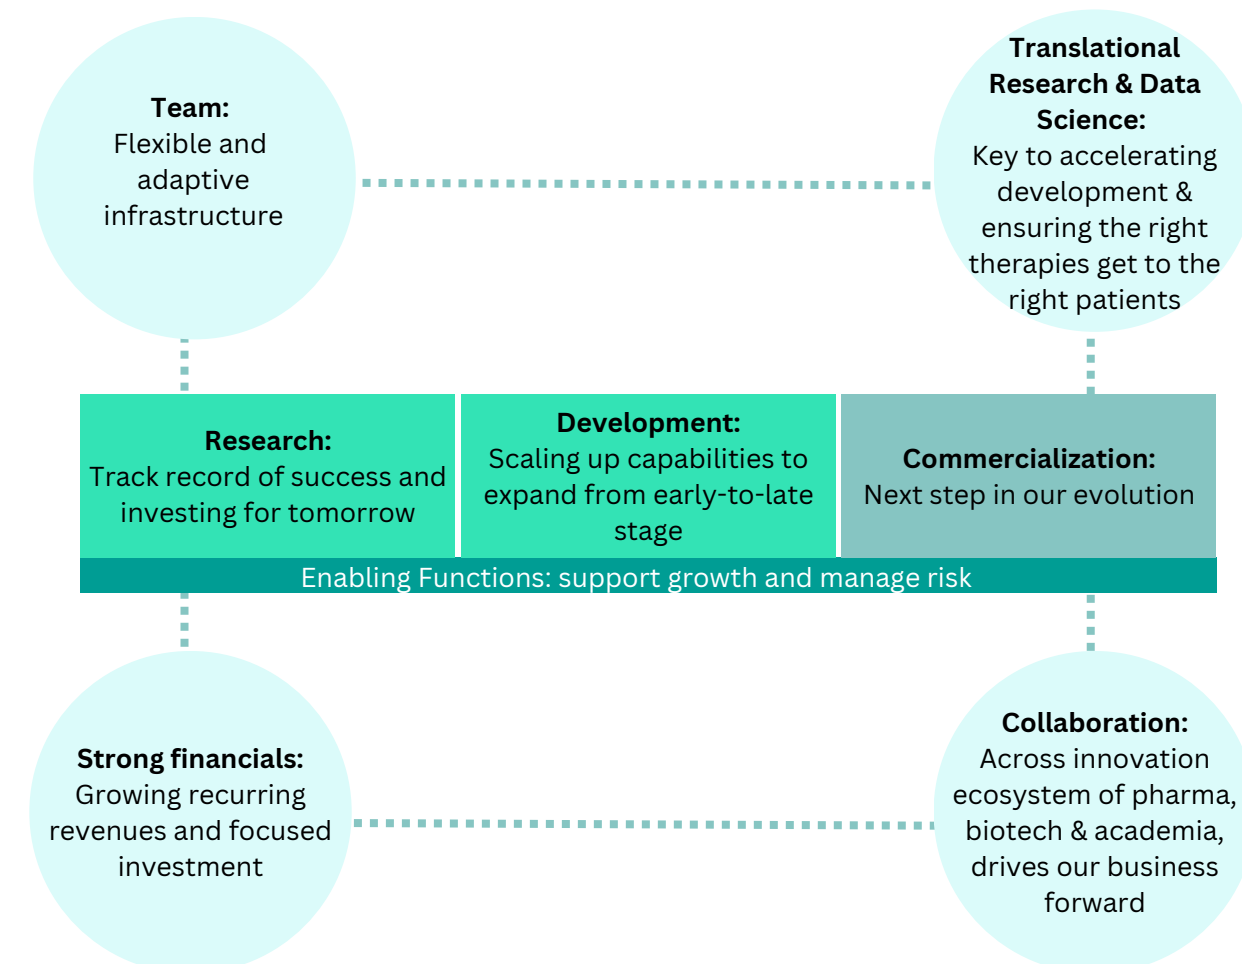 Team:
Flexible and
adaptive
infrastructure
Translational
Research & Data
Science:
Key to accelerating
development &
ensuring the right
therapies get to the
right patients
Research:
Track record of success and
investing for tomorrow
Development:
Scaling up capabilities to
expand from early-to-late
stage
Commercialization:
Next step in our evolution
Enabling Functions: support growth and manage risk
Strong financials:
Growing recurring
revenues and focused
investment
Collaboration:
Across innovation
ecosystem of pharma,
biotech & academia,
drives our business
forward